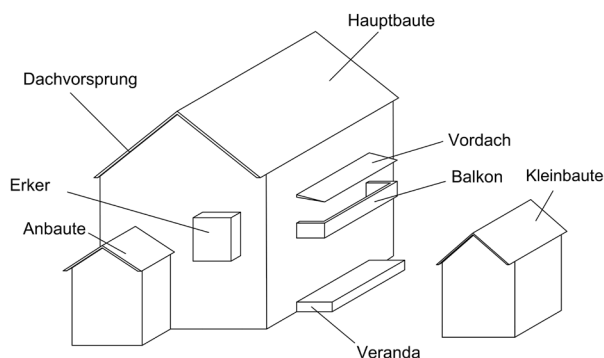 Hauptbaute
Dachvorsprung
Vordach
Balkon
Kleinbaute
Erker
Anbaute
Veranda